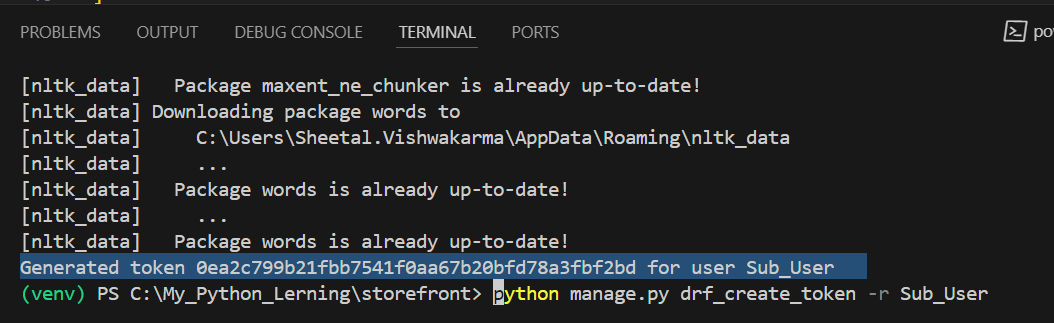 PROBLEMS OUTPUT DEBUG CONSOLE TERMINAL PORTS
[nltk_data]   Package maxent_ne_chunker is already up-to-date!
[nltk_data] Downloading package words to
[nltk_data]     C:\Users\Sheetal.Vishwakarma\AppData\Roaming\nltk_data
[nltk_data]     ...
[nltk_data]   Package words is already up-to-date!
[nltk_data]     ...
[nltk_data]   Package words is already up-to-date!
Generated token 0ea2c799b21fbb7541f0aa67b20bfd78a3fbf2bd for user Sub_User
(venv) PS C:\My_Python_Lerning\storefront> python manage.py drf_create_token -r Sub_User